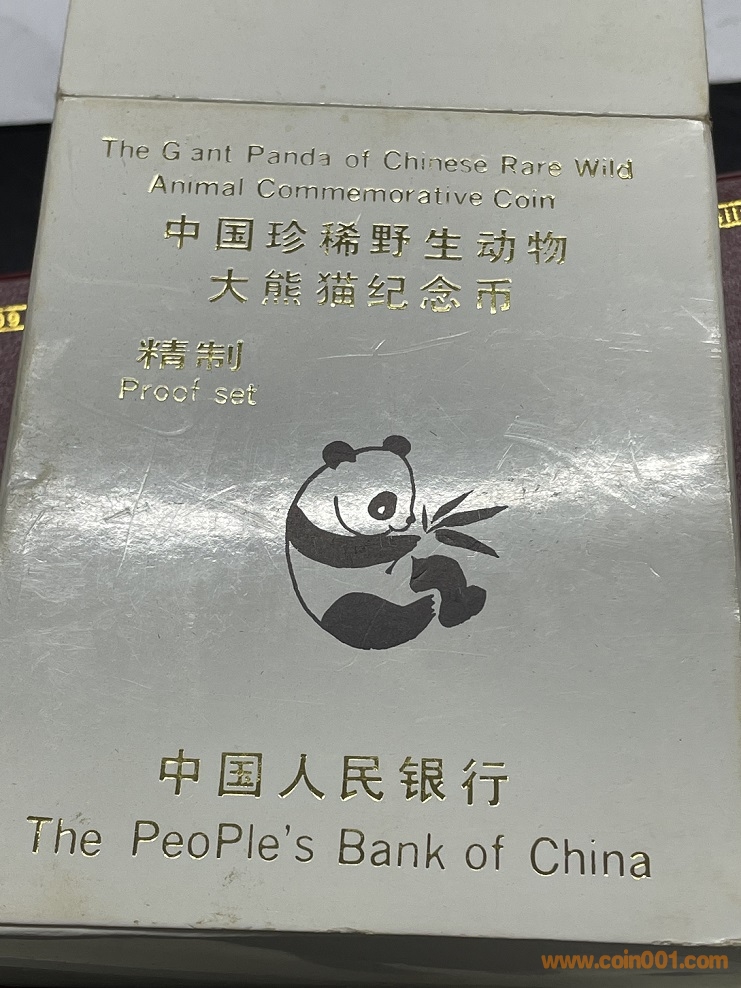 The G ant Panda of Chinese Rare Wild
Animal Commemorative Coin
中国珍稀野生动物
大熊猫纪念币
精制
Proof set
中国人民银行
The PeoPle's Bank of China
www.coin001.com